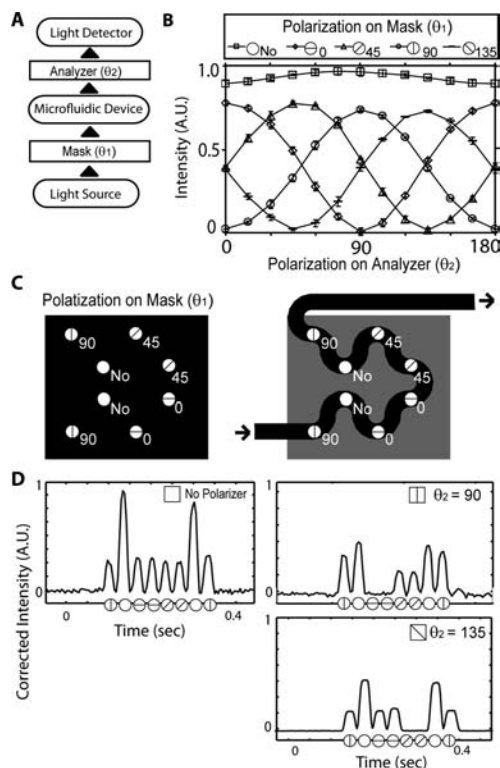 A
Light Detector
Analyzer (θ2)
Microfluidic Device
Mask (θ1)
Light Source
B
Polarization on Mask (θ1)
No 0 45 90 135
Intensity (A.U.)
1.0
0.5
0
0 90 180
Polarization on Analyzer (θ2)
C
Polatization on Mask (θ1)
90 45
No 45
No 0
90 0
90 45
No 45
No 0
90 0
D
Corrected Intensity (A.U.)
1
No Polarizer
0
0 0.4
Time (sec)
1
θ2 = 90
0
1
θ2 = 135
0
0 0.4
Time (sec)